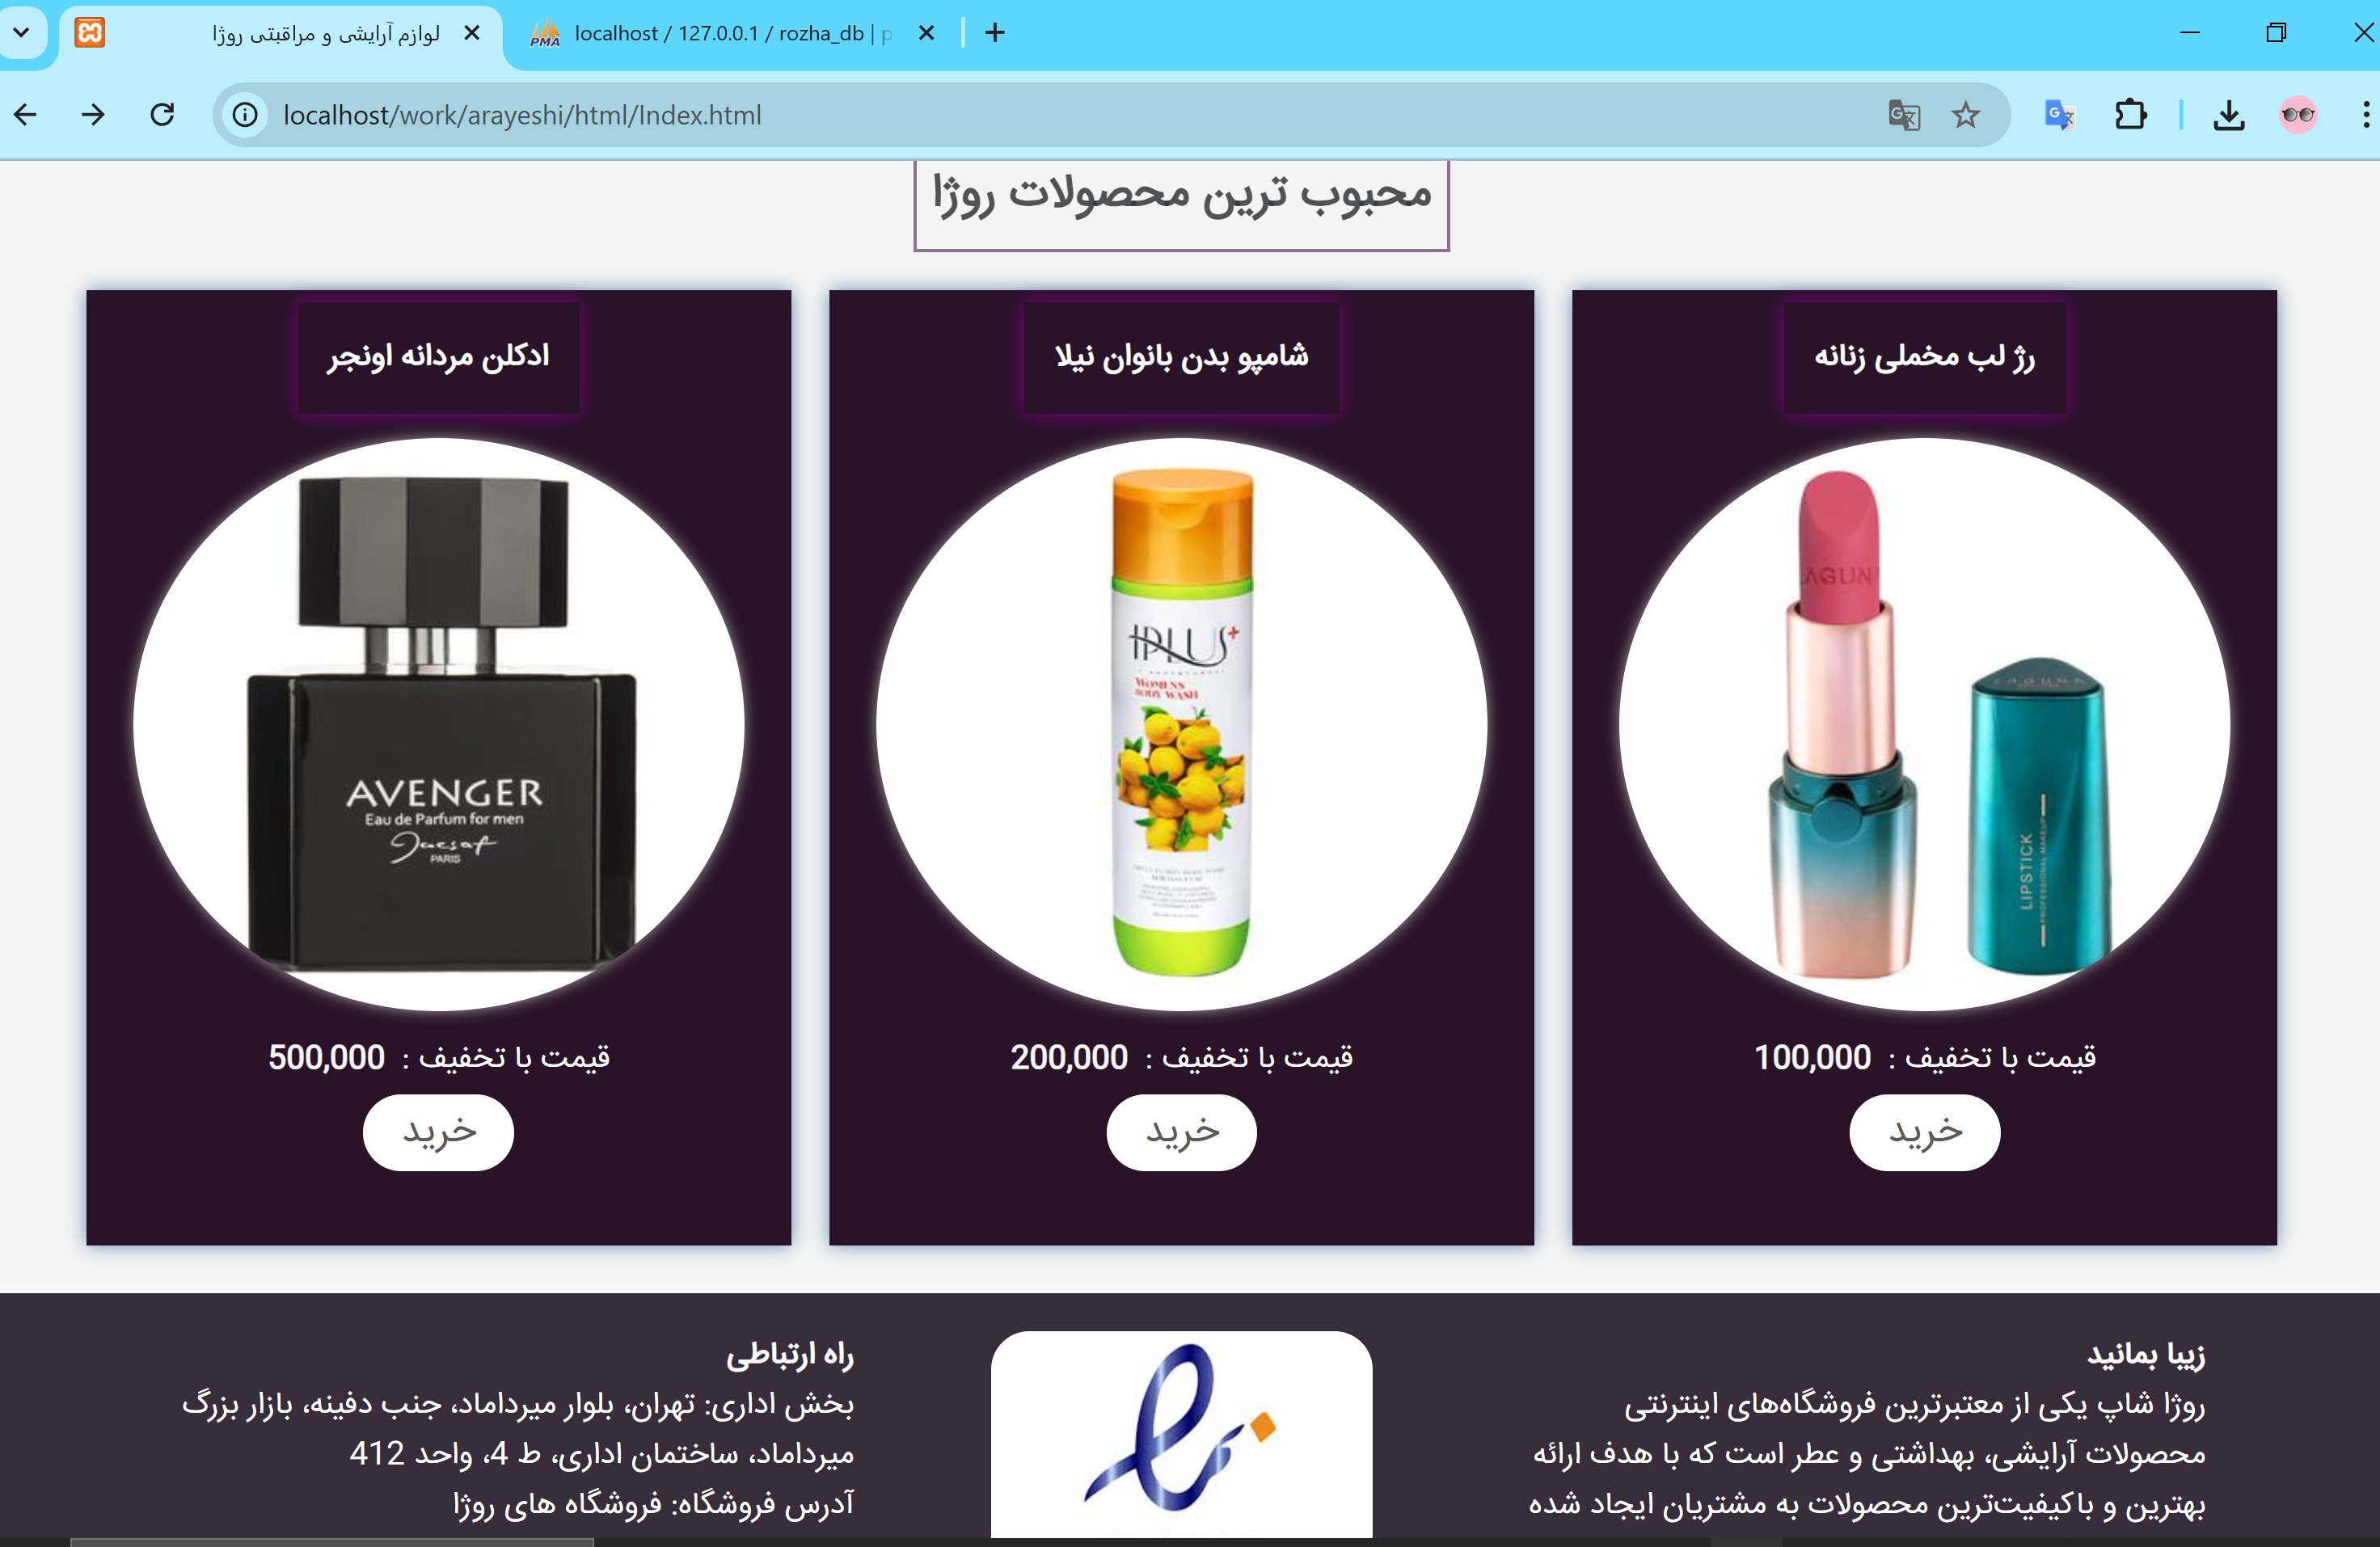 لوازم آرایشی و مراقبتی روژا
localhost / 127.0.0.1 / rozha_db | p
localhost/work/arayeshi/html/Index.html
محبوب ترین محصولات روژا
رژ لب مخملی زنانه
LAGUN
LAGUNA
LIPSTICK
PROFESSIONAL MAKEUP
قیمت با تخفیف : 100,000
خرید
شامپو بدن بانوان نیلا
IPLUS+
WOMEN'S
BODY WASH
قیمت با تخفیف : 200,000
خرید
ادکلن مردانه اونجر
AVENGER
Eau de Parfum for men
Jacsaf
PARIS
قیمت با تخفیف : 500,000
خرید
زیبا بمانید
روژا شاپ یکی از معتبرترین فروشگاه‌های اینترنتی
محصولات آرایشی، بهداشتی و عطر است که با هدف ارائه
بهترین و باکیفیت‌ترین محصولات به مشتریان ایجاد شده
راه ارتباطی
بخش اداری: تهران، بلوار میرداماد، جنب دفینه، بازار بزرگ
میرداماد، ساختمان اداری، ط 4، واحد 412
آدرس فروشگاه: فروشگاه های روژا